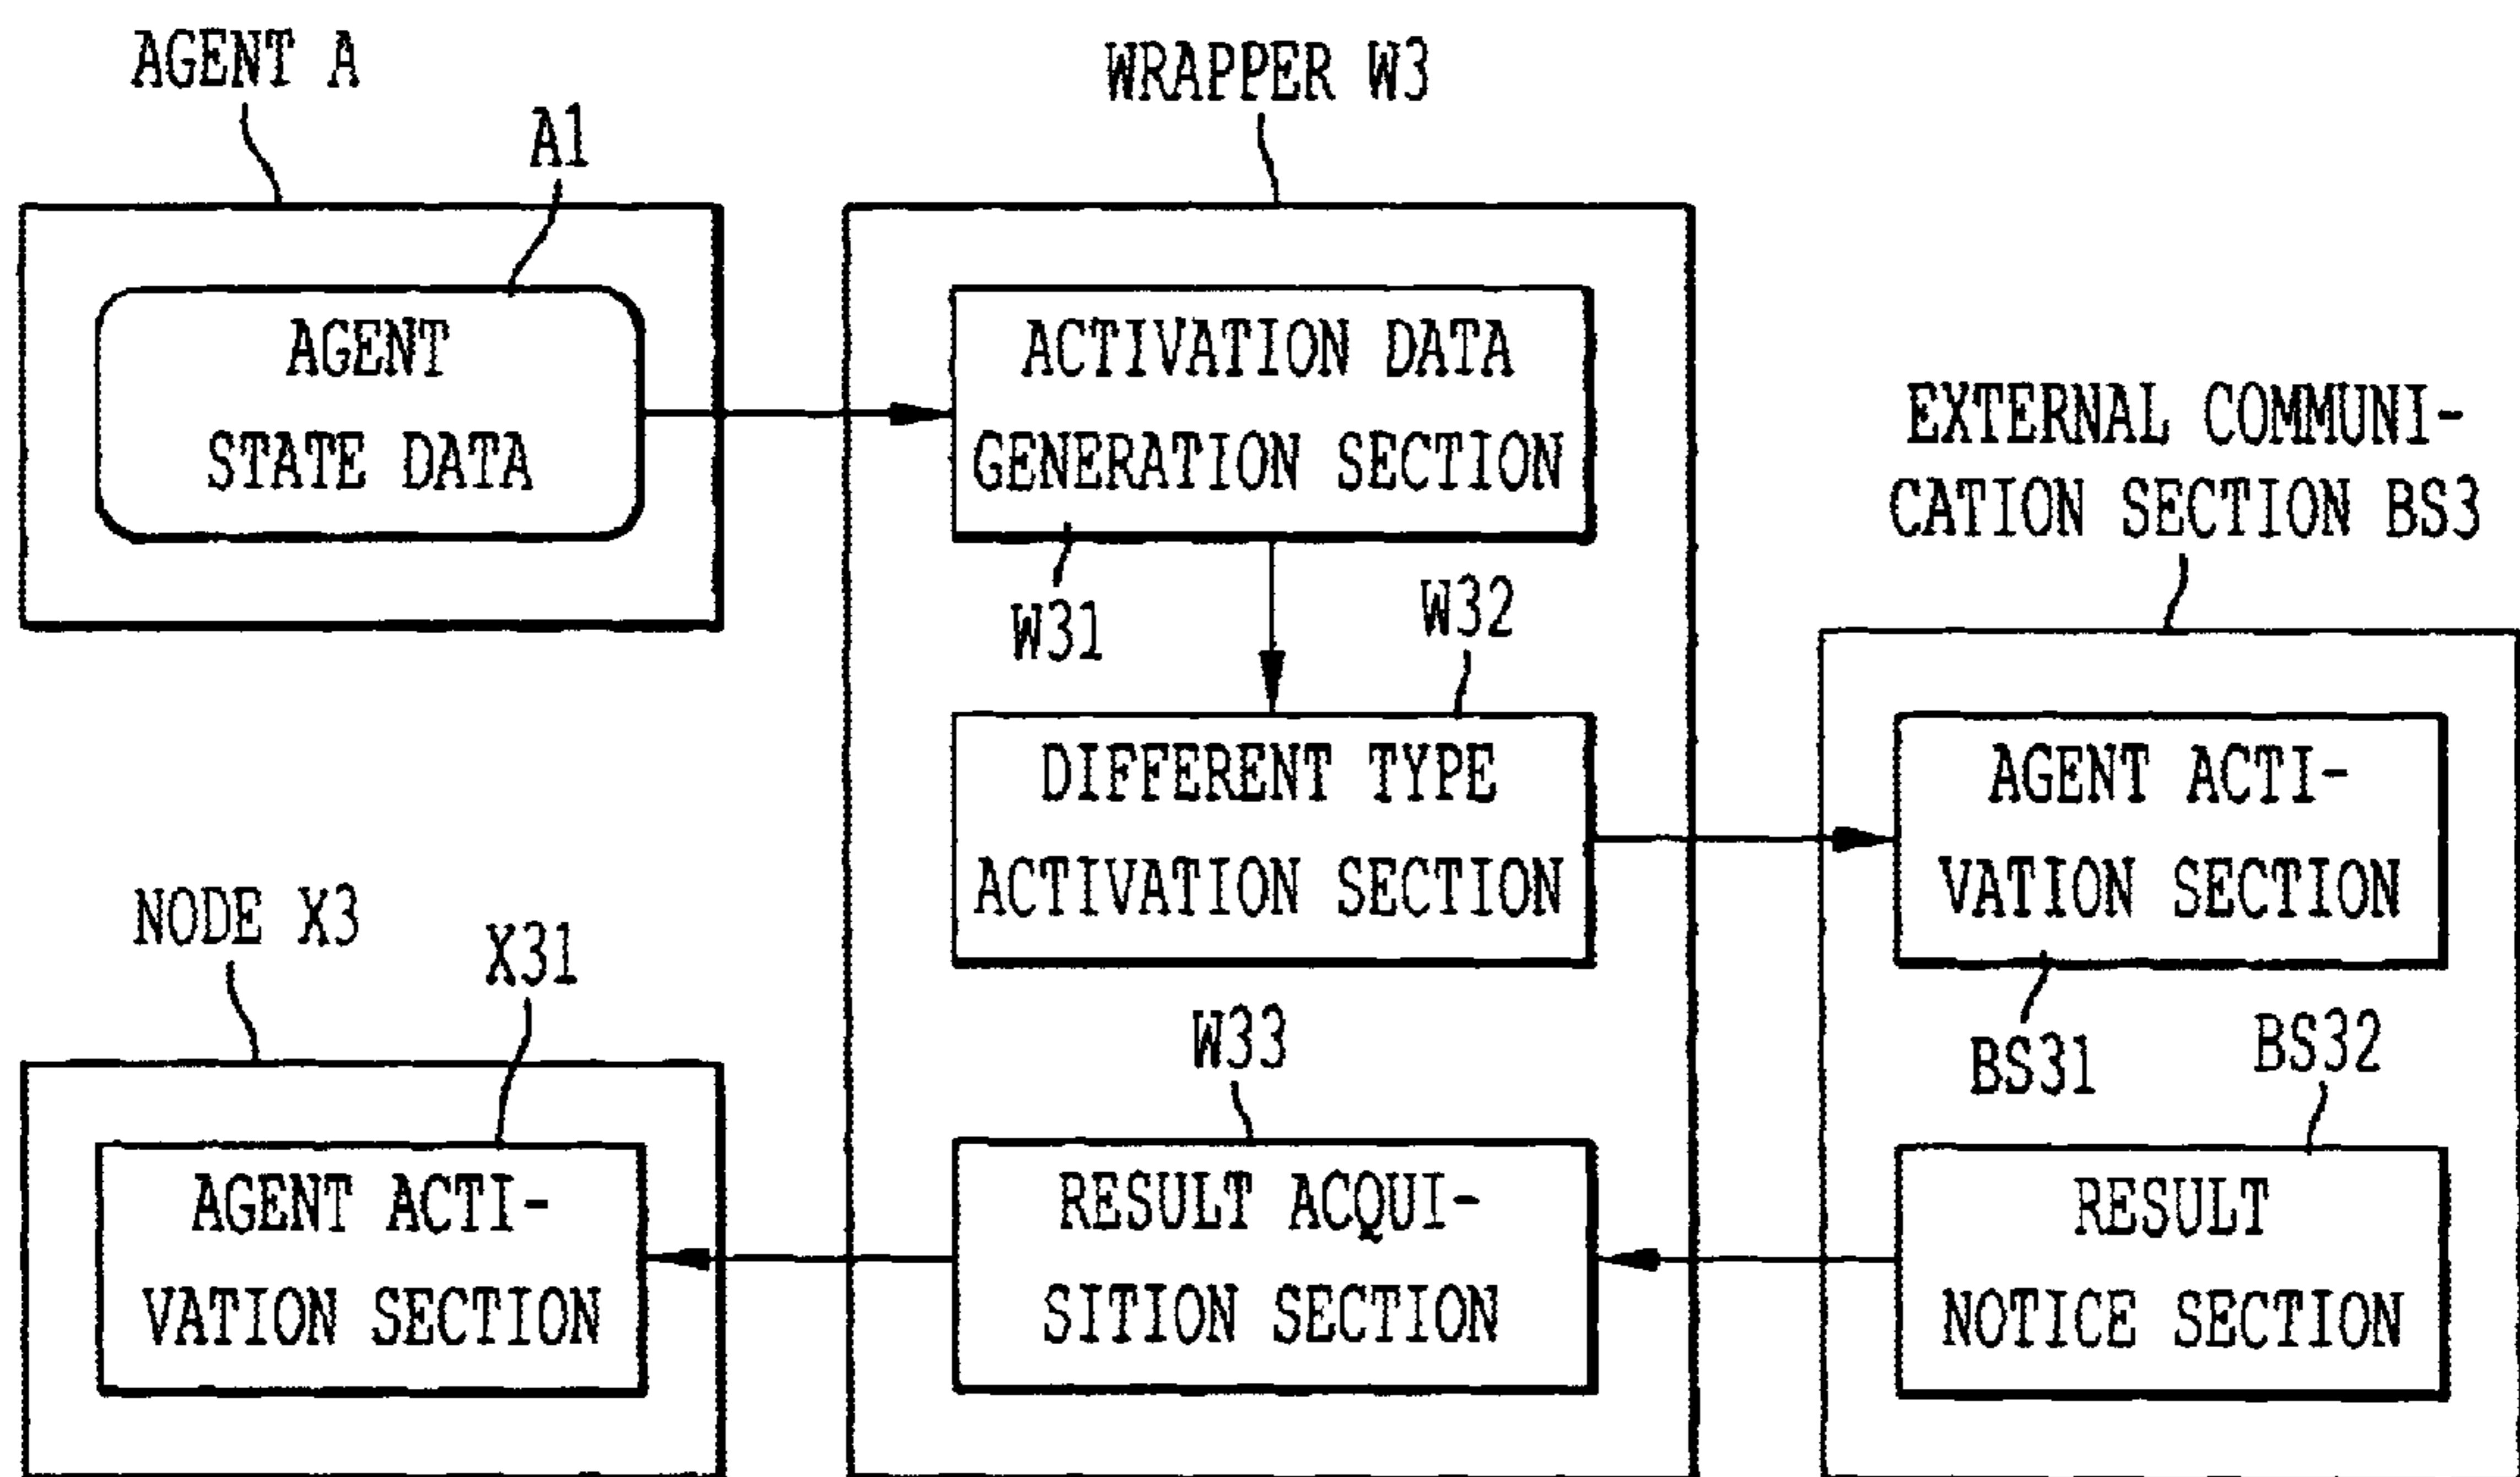 AGENT A
A1
AGENT
STATE DATA
WRAPPER W3
ACTIVATION DATA
GENERATION SECTION
W31
W32
DIFFERENT TYPE
ACTIVATION SECTION
W33
RESULT ACQUI-
SITION SECTION
EXTERNAL COMMUNI-
CATION SECTION BS3
AGENT ACTI-
VATION SECTION
BS31
BS32
RESULT
NOTICE SECTION
NODE X3
X31
AGENT ACTI-
VATION SECTION